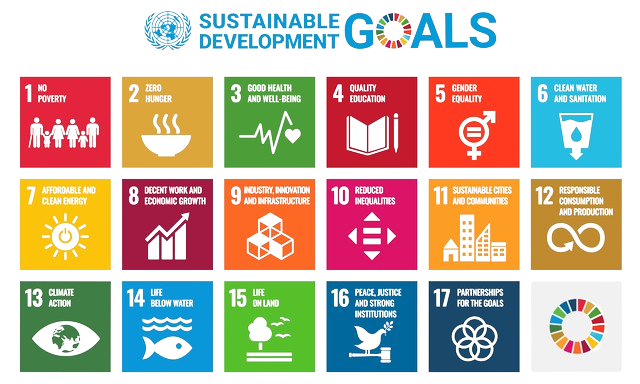 SUSTAINABLE
DEVELOPMENT
GOALS
1 NO
POVERTY
2 ZERO
HUNGER
3 GOOD HEALTH
AND WELL-BEING
4 QUALITY
EDUCATION
5 GENDER
EQUALITY
6 CLEAN WATER
AND SANITATION
7 AFFORDABLE AND
CLEAN ENERGY
8 DECENT WORK AND
ECONOMIC GROWTH
9 INDUSTRY, INNOVATION
AND INFRASTRUCTURE
10 REDUCED
INEQUALITIES
11 SUSTAINABLE CITIES
AND COMMUNITIES
12 RESPONSIBLE
CONSUMPTION
AND PRODUCTION
13 CLIMATE
ACTION
14 LIFE
BELOW WATER
15 LIFE
ON LAND
16 PEACE, JUSTICE
AND STRONG
INSTITUTIONS
17 PARTNERSHIPS
FOR THE GOALS